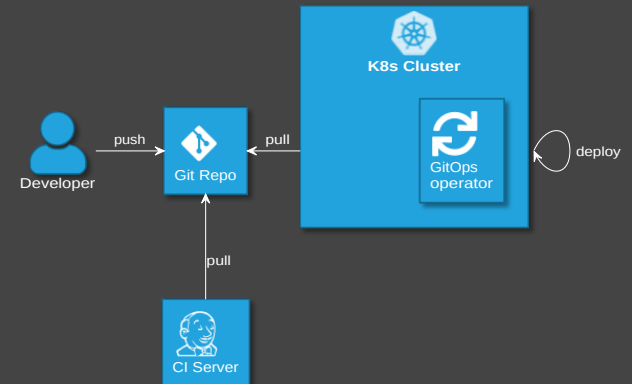 K8s Cluster
push
pull
deploy
Developer
Git Repo
GitOps
operator
pull
CI Server